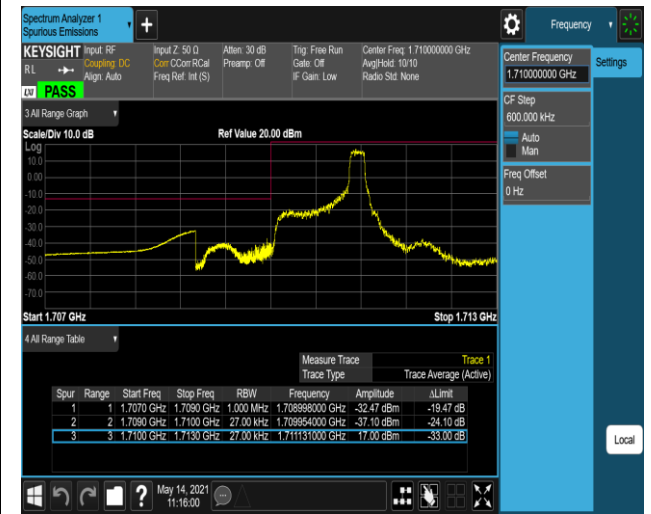 Spectrum Analyzer 1
Spurious Emissions
Frequency
KEYSIGHT Input: RF Input Z: 50 Ω Atten: 30 dB Trig: Free Run Center Freq: 1.710000000 GHz
RL Coupling: DC Corr CCorr RCal Preamp: Off Gate: Off Avg|Hold: 10/10
Align: Auto Freq Ref: Int (S) IF Gain: Low Radio Std: None
LXI PASS
Center Frequency
1.710000000 GHz
Settings
CF Step
600.000 kHz
Auto
Man
Freq Offset
0 Hz
3 All Range Graph
Scale/Div 10.0 dB Ref Value 20.00 dBm
Log
10.0
0.00
-10.0
-20.0
-30.0
-40.0
-50.0
-60.0
-70.0
Start 1.707 GHz Stop 1.713 GHz
4 All Range Table
Measure Trace Trace 1
Trace Type Trace Average (Active)
Spur Range Start Freq Stop Freq RBW Frequency Amplitude ΔLimit
1 1 1.7070 GHz 1.7090 GHz 1.000 MHz 1.708998000 GHz -32.47 dBm -19.47 dB
2 2 1.7090 GHz 1.7100 GHz 27.00 kHz 1.709954000 GHz -37.10 dBm -24.10 dB
3 3 1.7100 GHz 1.7130 GHz 27.00 kHz 1.711131000 GHz 17.00 dBm -33.00 dB
Local
May 14, 2021
11:16:00